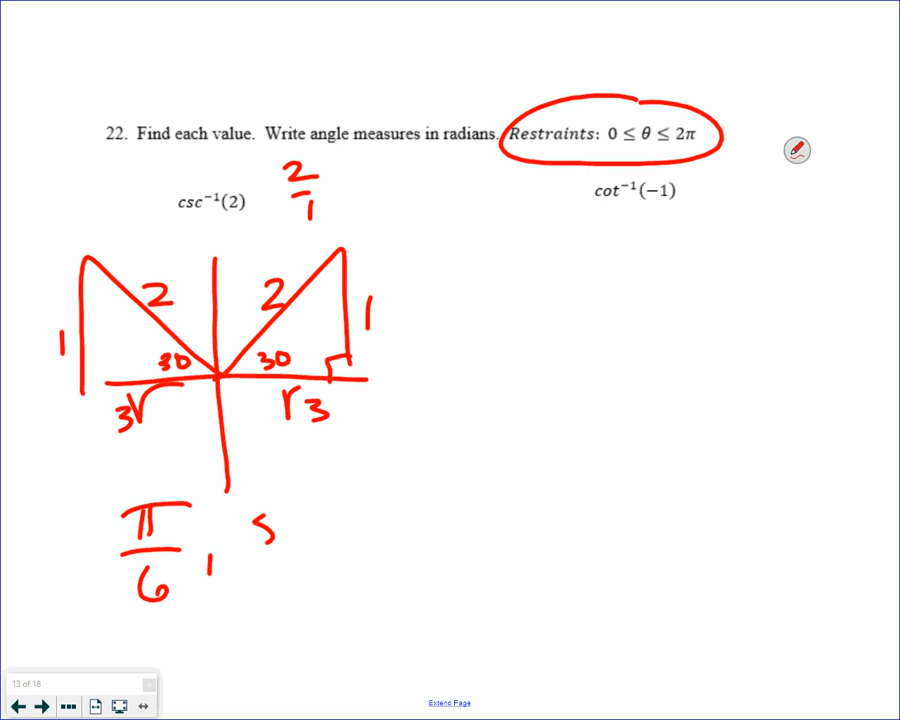 22. Find each value. Write angle measures in radians. Restraints: 0 ≤ θ ≤ 2π
csc⁻¹(2)
2
1
cot⁻¹(−1)
2 2
1 1
30 30
3√ √3
π
6 , 5
13 of 18
Extend Page